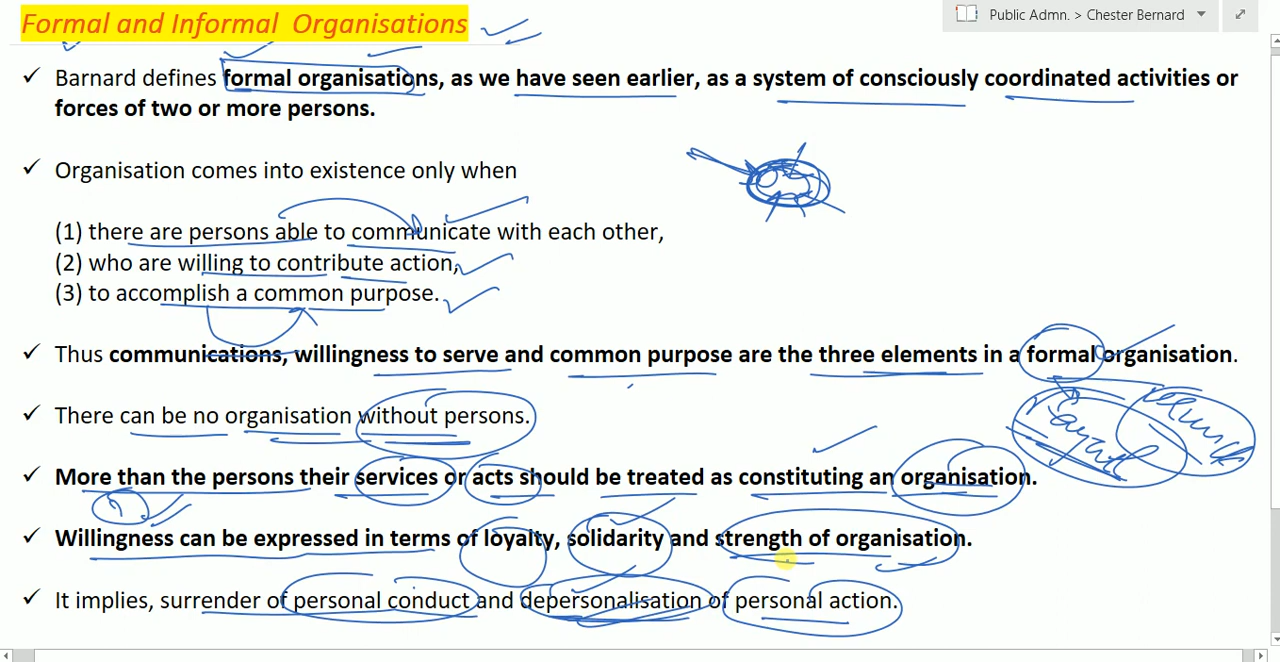 Formal and Informal Organisations
Public Admn. > Chester Bernard
✓ Barnard defines formal organisations, as we have seen earlier, as a system of consciously coordinated activities or
forces of two or more persons.
✓ Organisation comes into existence only when
(1) there are persons able to communicate with each other,
(2) who are willing to contribute action,
(3) to accomplish a common purpose.
✓ Thus communications, willingness to serve and common purpose are the three elements in a formal organisation.
✓ There can be no organisation without persons.
✓ More than the persons their services or acts should be treated as constituting an organisation.
✓ Willingness can be expressed in terms of loyalty, solidarity and strength of organisation.
✓ It implies, surrender of personal conduct and depersonalisation of personal action.